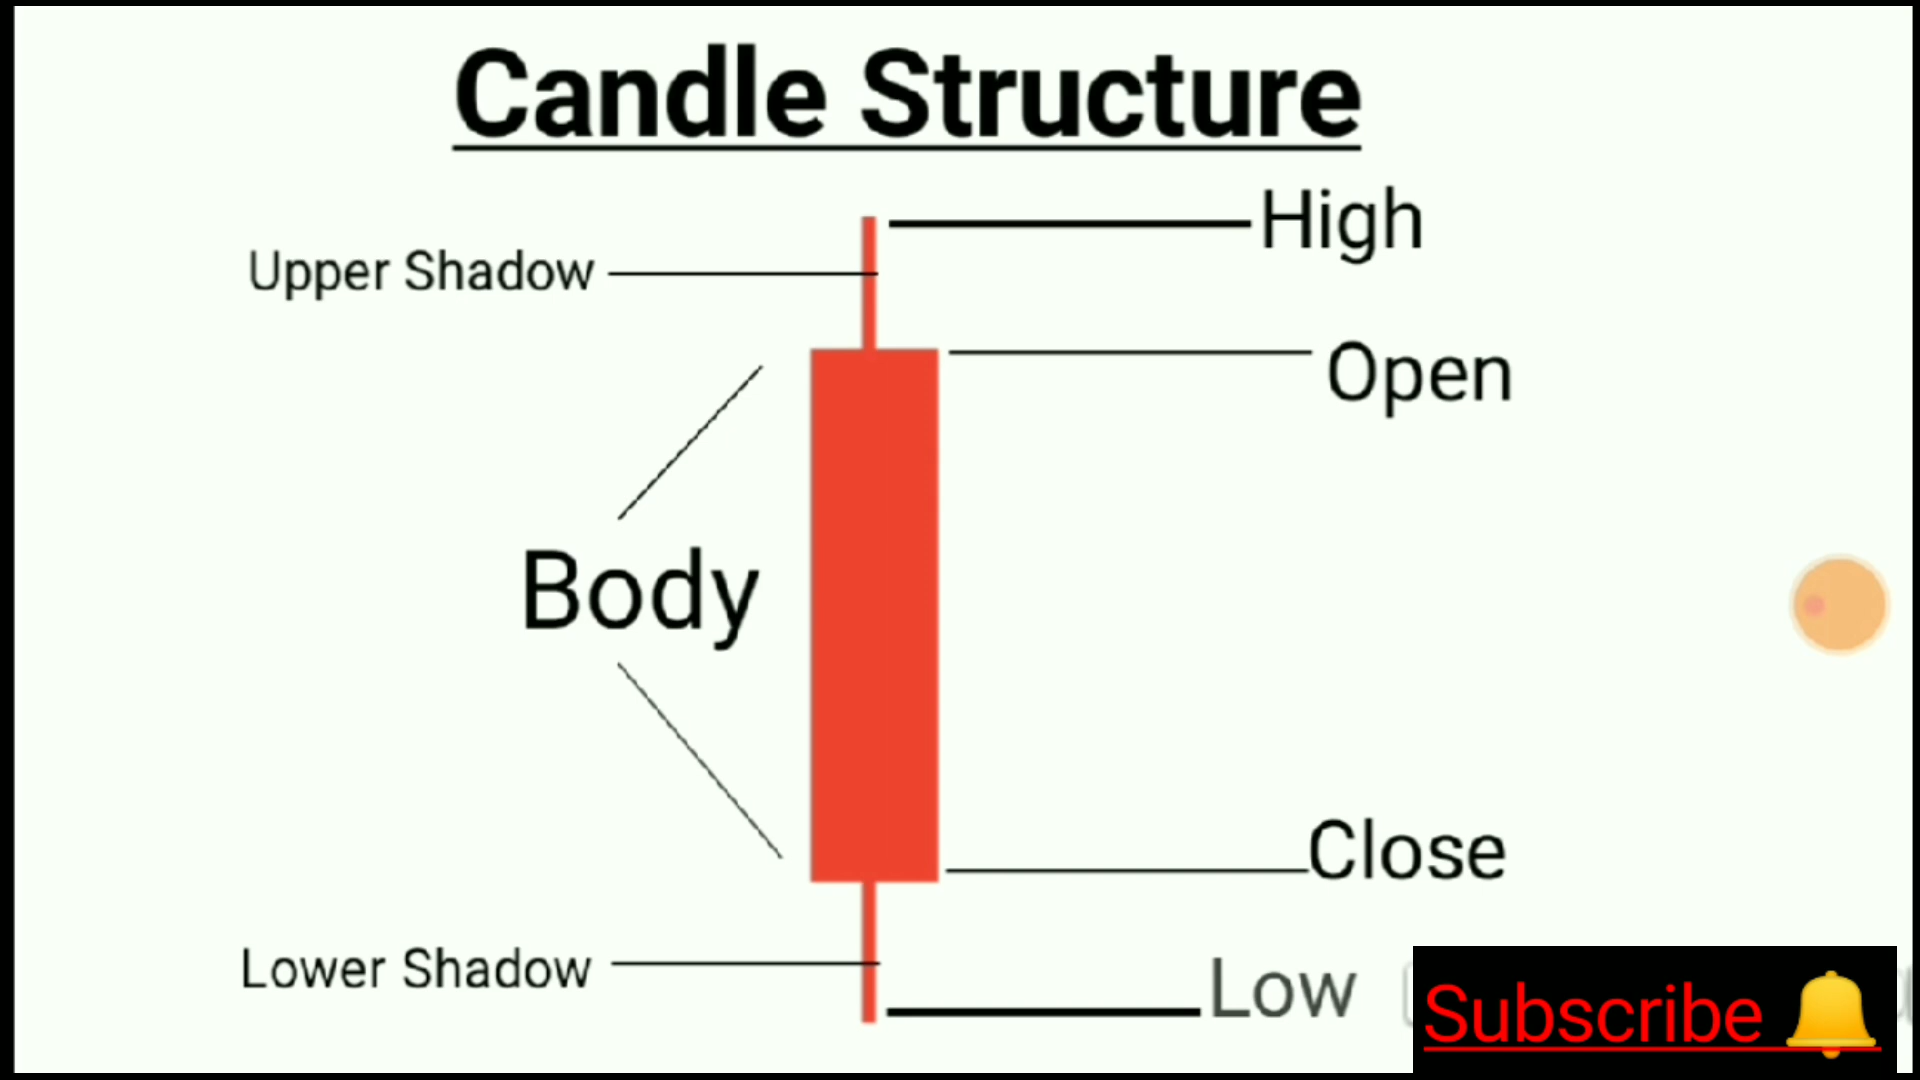 Candle Structure
High
Upper Shadow
Open
Body
Close
Lower Shadow
Low
Subscribe